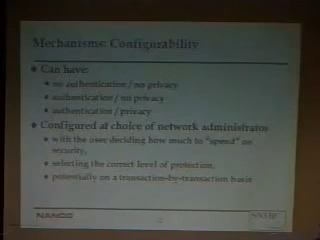 Mechanisms: Configurability
Can have:
no authentication / no privacy
authentication / no privacy
authentication / privacy
Configured at choice of network administrator
with the user deciding how much to "spend" on
security,
selecting the correct level of protection,
potentially on a transaction-by-transaction basis
NANOG